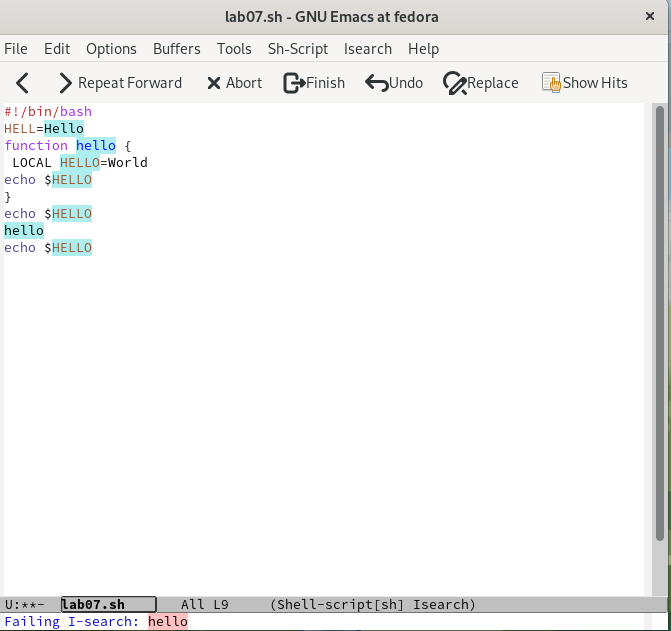 lab07.sh - GNU Emacs at fedora
File Edit Options Buffers Tools Sh-Script Isearch Help
Repeat Forward Abort Finish Undo Replace Show Hits
#!/bin/bash
HELL=Hello
function hello {
 LOCAL HELLO=World
echo $HELLO
}
echo $HELLO
hello
echo $HELLO
U:**- lab07.sh All L9 (Shell-script[sh] Isearch)
Failing I-search: hello